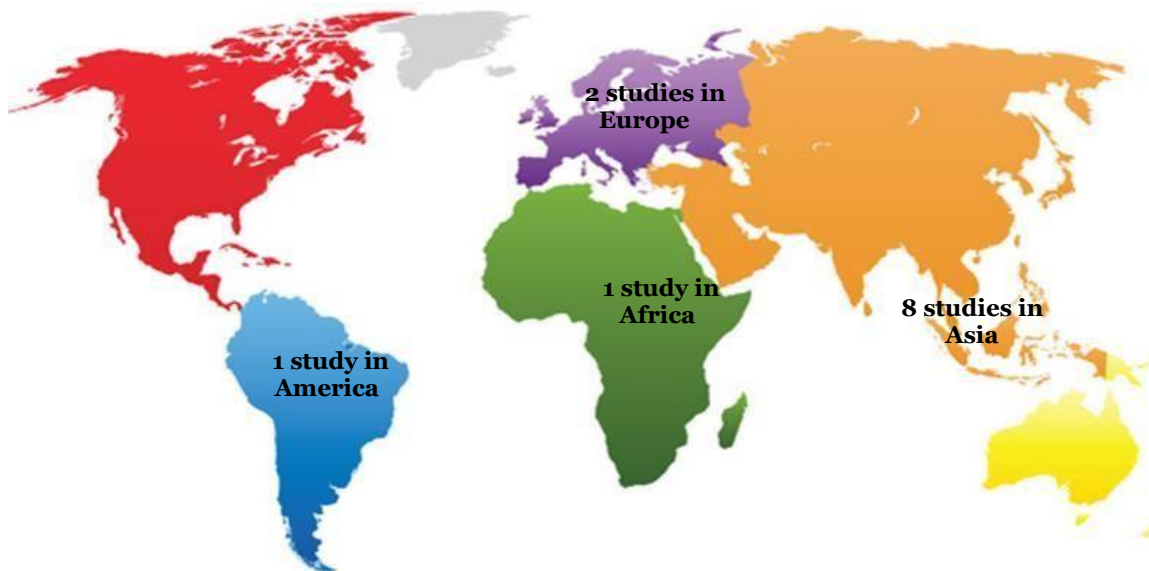 2 studies in
Europe
1 study in
Africa
8 studies in
Asia
1 study in
America